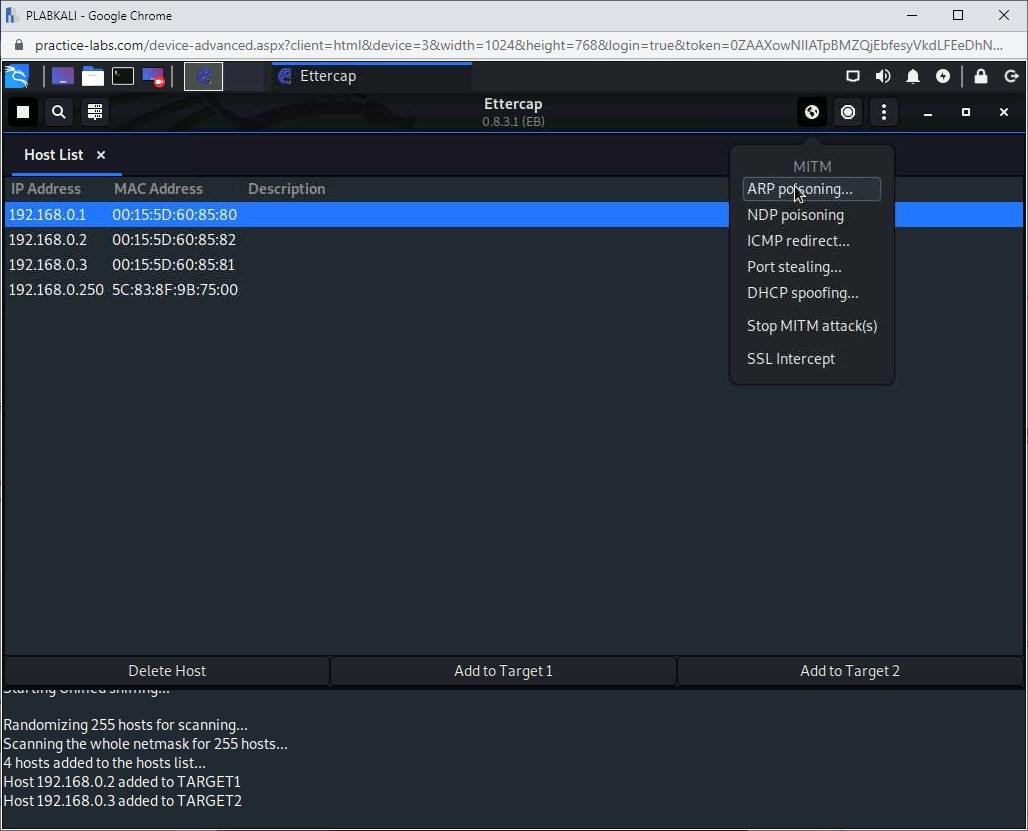 PLABKALI - Google Chrome
practice-labs.com/device-advanced.aspx?client=html&device=3&width=1024&height=768&login=true&token=0ZAAXowNIIATpBMZQjEbfesyVkdLFEeDhN...
Ettercap
Ettercap
0.8.3.1 (EB)
Host List
MITM
IP Address MAC Address Description
ARP poisoning...
192.168.0.1 00:15:5D:60:85:80
NDP poisoning
192.168.0.2 00:15:5D:60:85:82
ICMP redirect...
192.168.0.3 00:15:5D:60:85:81
Port stealing...
192.168.0.250 5C:83:8F:9B:75:00
DHCP spoofing...
Stop MITM attack(s)
SSL Intercept
Delete Host Add to Target 1 Add to Target 2
Starting Unified sniffing...
Randomizing 255 hosts for scanning...
Scanning the whole netmask for 255 hosts...
4 hosts added to the hosts list...
Host 192.168.0.2 added to TARGET1
Host 192.168.0.3 added to TARGET2